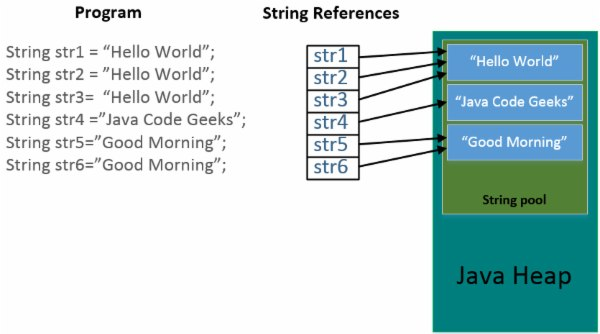 Program
String str1 = “Hello World”;
String str2 = ”Hello World”;
String str3=  “Hello World”;
String str4 =”Java Code Geeks”;
String str5=”Good Morning”;
String str6=”Good Morning”;
String References
str1
str2
str3
str4
str5
str6
“Hello World”
“Java Code Geeks”
“Good Morning”
String pool
Java Heap